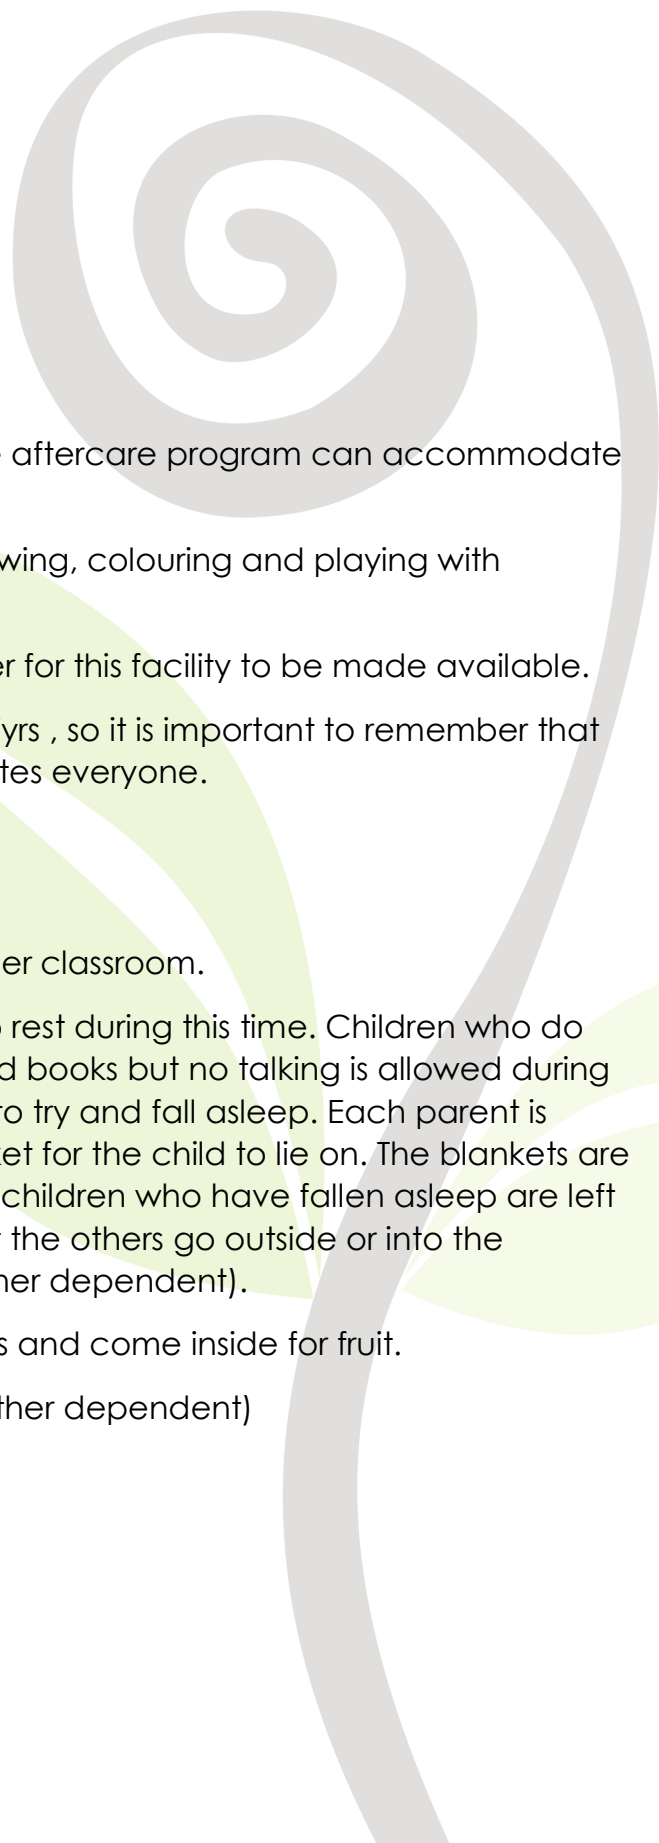 aftercare program can accommodate
wing, colouring and playing with
er for this facility to be made available.
yrs , so it is important to remember that
tes everyone.
er classroom.
rest during this time. Children who do
d books but no talking is allowed during
to try and fall asleep. Each parent is
ket for the child to lie on. The blankets are
children who have fallen asleep are left
the others go outside or into the
her dependent).
s and come inside for fruit.
ther dependent)